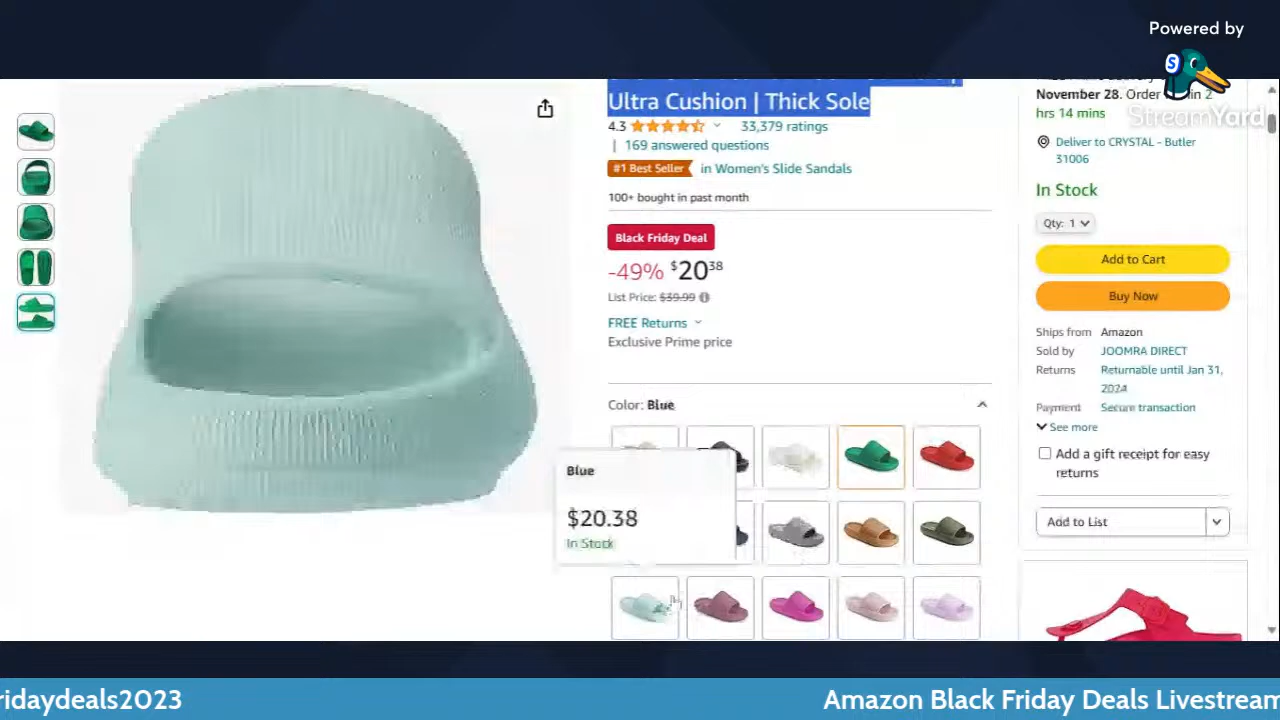 Powered by
S
StreamYard
Ultra Cushion | Thick Sole
4.3
33,379 ratings
| 169 answered questions
#1 Best Seller in Women's Slide Sandals
100+ bought in past month
Black Friday Deal
-49% $20 38
List Price: $39.99
FREE Returns
Exclusive Prime price
Color: Blue
Blue
$20.38
In Stock
November 28. Order in 2
hrs 14 mins
Deliver to CRYSTAL - Butler
31006
In Stock
Qty: 1
Add to Cart
Buy Now
Ships from Amazon
Sold by JOOMRA DIRECT
Returns Returnable until Jan 31,
2024
Payment Secure transaction
See more
Add a gift receipt for easy
returns
Add to List
ridaydeals2023
Amazon Black Friday Deals Livestream